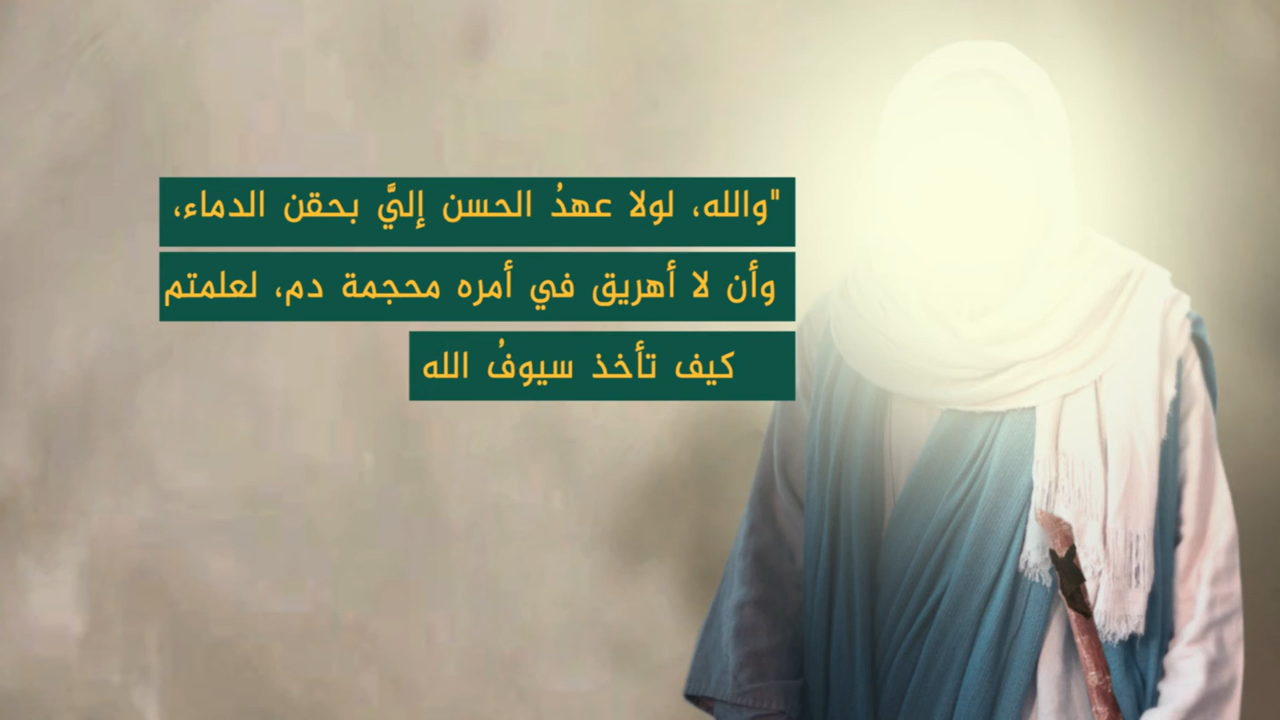 "والله، لولا عهدُ الحسن إليَّ بحقن الدماء،
وأن لا أهريق في أمره محجمة دم، لعلمتم
كيف تأخذ سيوفُ الله